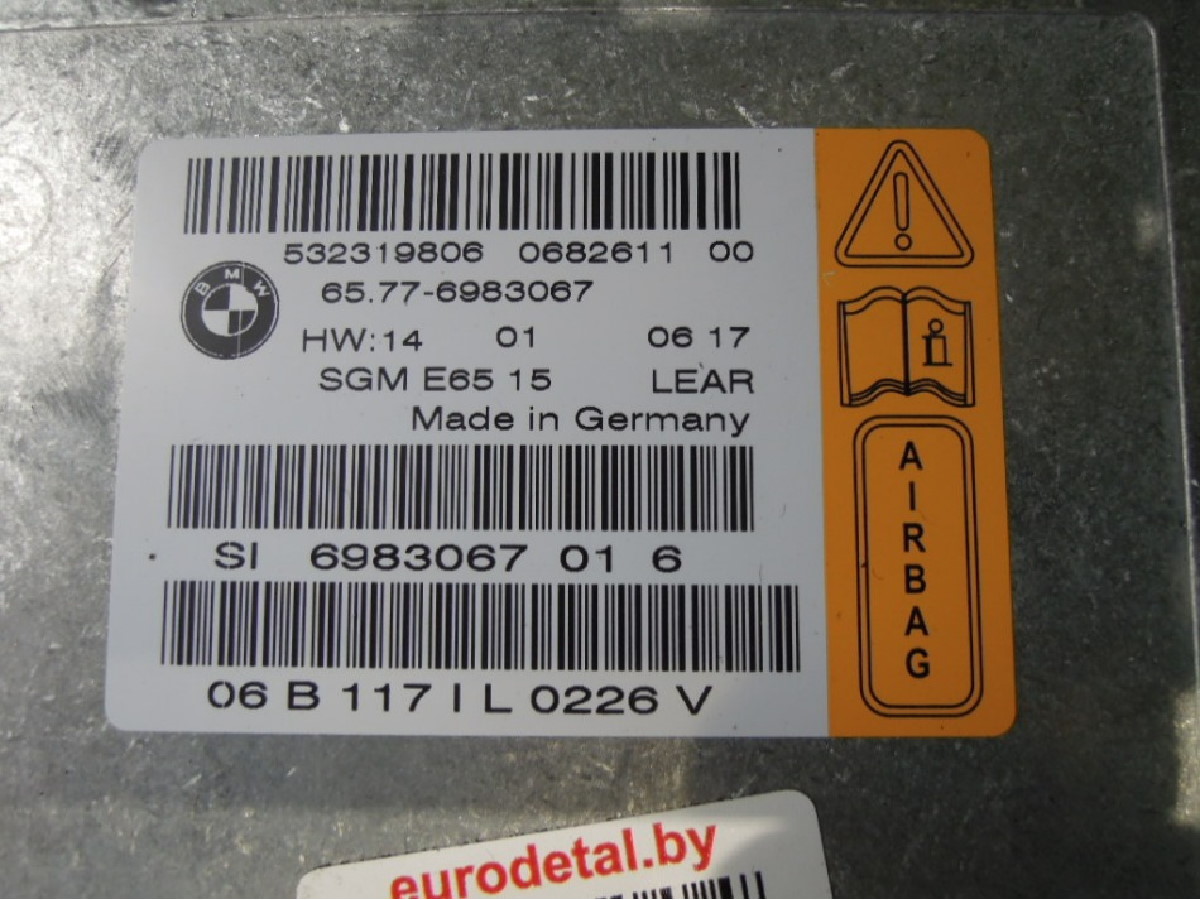 532319806 0682611 00
BMW
65.77-6983067
HW:14 01 06 17
SGM E65 15 LEAR
Made in Germany
SI 6983067 01 6
06 B 117 I L 0226 V
AIRBAG
eurodetal.by